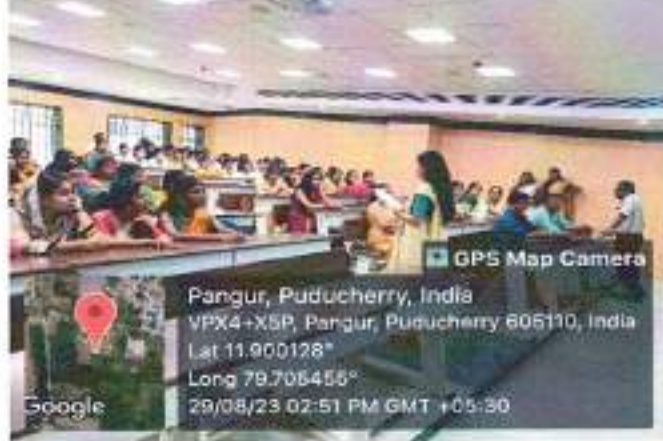 GPS Map Camera
Pangur, Puducherry, India
VPX4+X5P, Pangur, Puducherry 605110, India
Lat 11.900128°
Long 79.705455°
29/08/23 02:51 PM GMT +05:30
Google